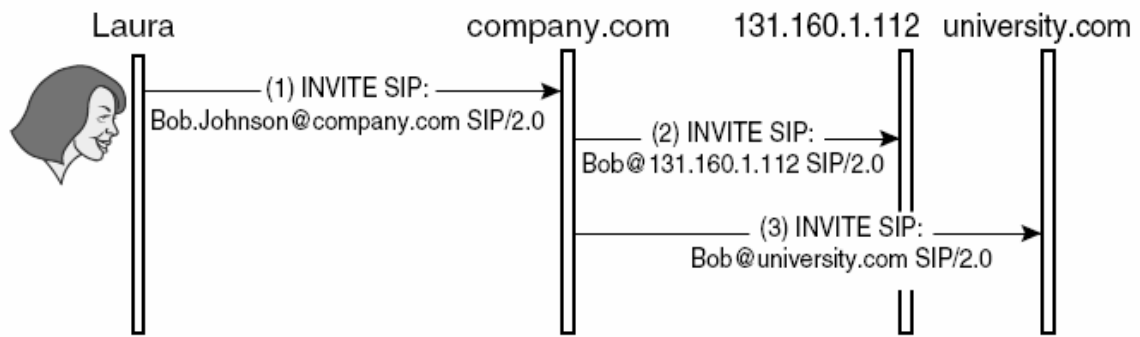 Laura company.com 131.160.1.112 university.com
(1) INVITE SIP:
Bob.Johnson@company.com SIP/2.0
(2) INVITE SIP:
Bob@131.160.1.112 SIP/2.0
(3) INVITE SIP:
Bob@university.com SIP/2.0